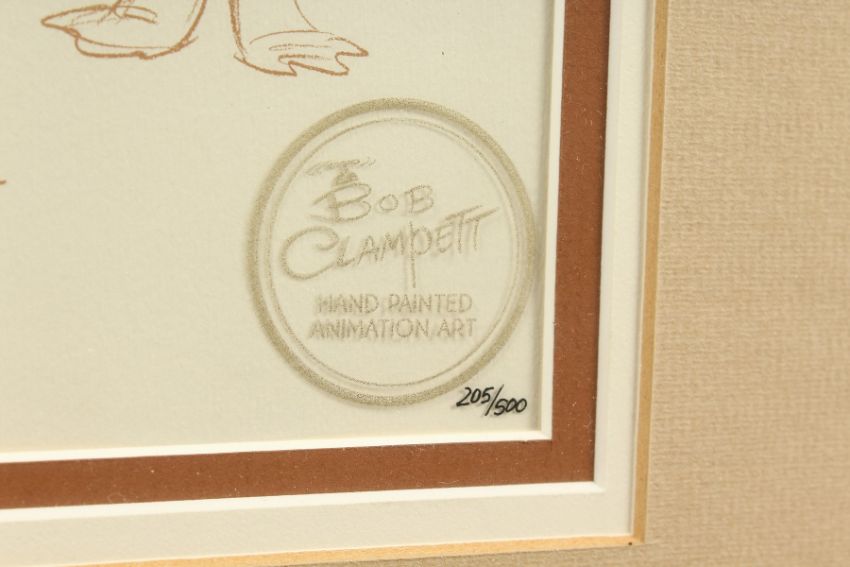 BOB
CLAMPETT
HAND PAINTED
ANIMATION ART
205/500